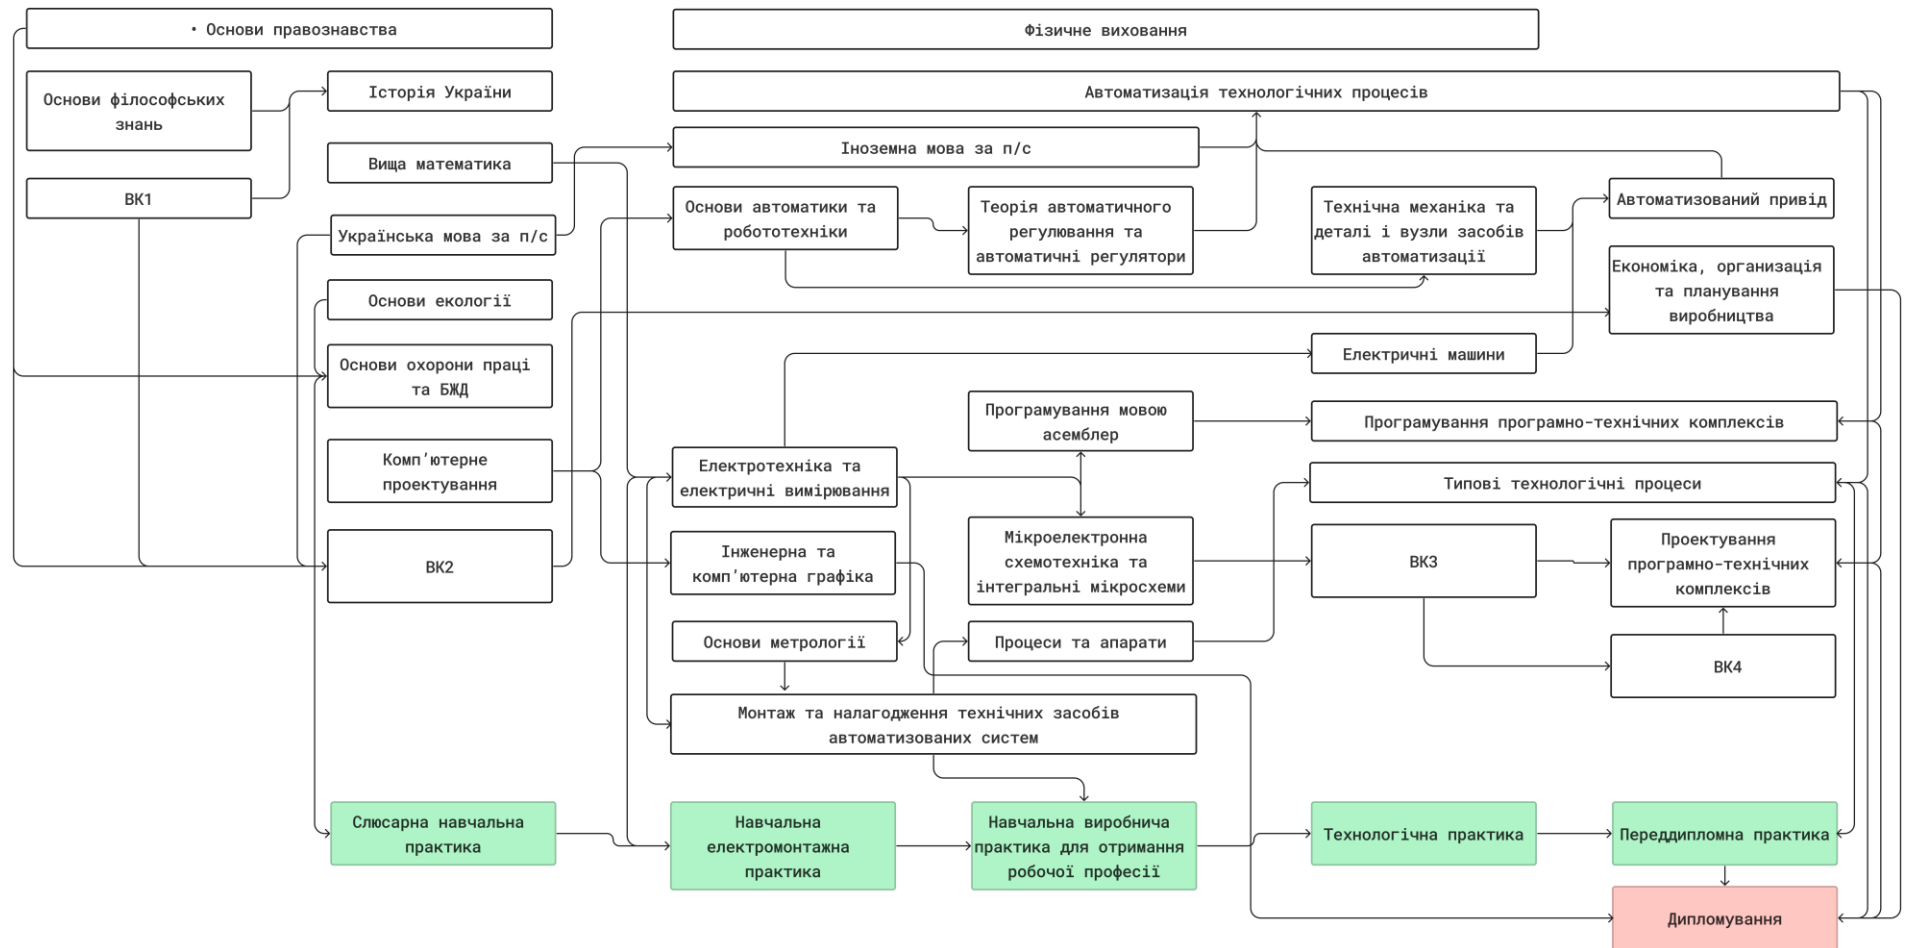 • Основи правознавства
Фізичне виховання
Основи філософських
знань
Історія України
Автоматизація технологічних процесів
Вища математика
Іноземна мова за п/с
ВК1
Українська мова за п/с
Основи автоматики та
робототехніки
Теорія автоматичного
регулювання та
автоматичні регулятори
Технічна механіка та
деталі і вузли засобів
автоматизації
Автоматизований привід
Економіка, организація
та планування
виробництва
Основи екології
Основи охорони праці
та БЖД
Електричні машини
Програмування мовою
асемблер
Програмування програмно-технічних комплексів
Комп’ютерне
проектування
Електротехніка та
електричні вимірювання
Типові технологічні процеси
ВК2
Інженерна та
комп’ютерна графіка
Мікроелектронна
схемотехніка та
інтегральні мікросхеми
ВК3
Проектування
програмно-технічних
комплексів
Основи метрології
Процеси та апарати
ВК4
Монтаж та налагодження технічних засобів
автоматизованих систем
Слюсарна навчальна
практика
Навчальна
електромонтажна
практика
Навчальна виробнича
практика для отримання
робочої професії
Технологічна практика
Переддипломна практика
Дипломування